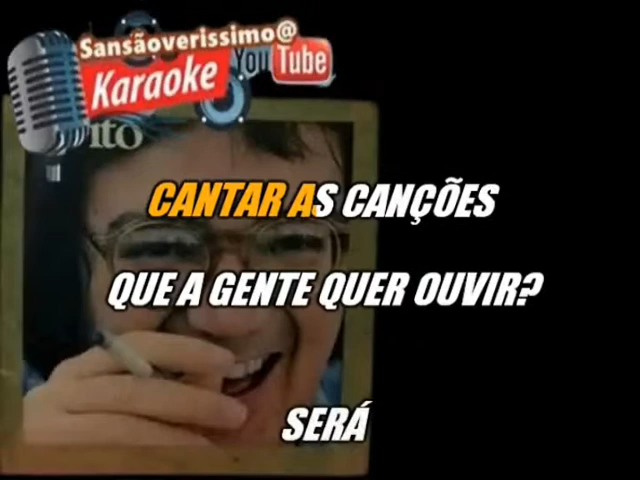 Sansãoverissimo@
Karaoke
YouTube
ito
CANTAR AS CANÇÕES
QUE A GENTE QUER OUVIR?
SERÁ